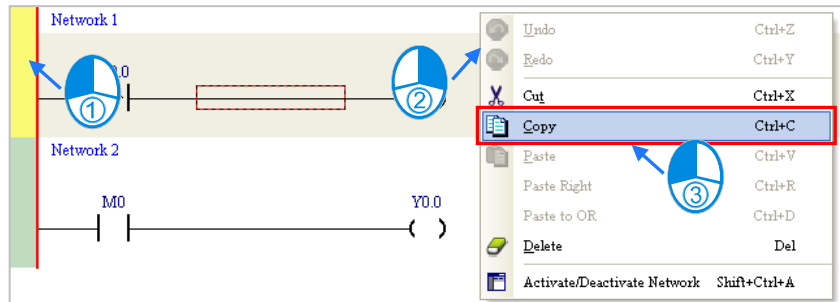 Network 1
.0
①
②
Network 2
M0
Y0.0
Undo Ctrl+Z
Redo Ctrl+Y
Cut Ctrl+X
Copy Ctrl+C
③
Paste Ctrl+V
Paste Right Ctrl+R
Paste to OR Ctrl+D
Delete Del
Activate/Deactivate Network Shift+Ctrl+A